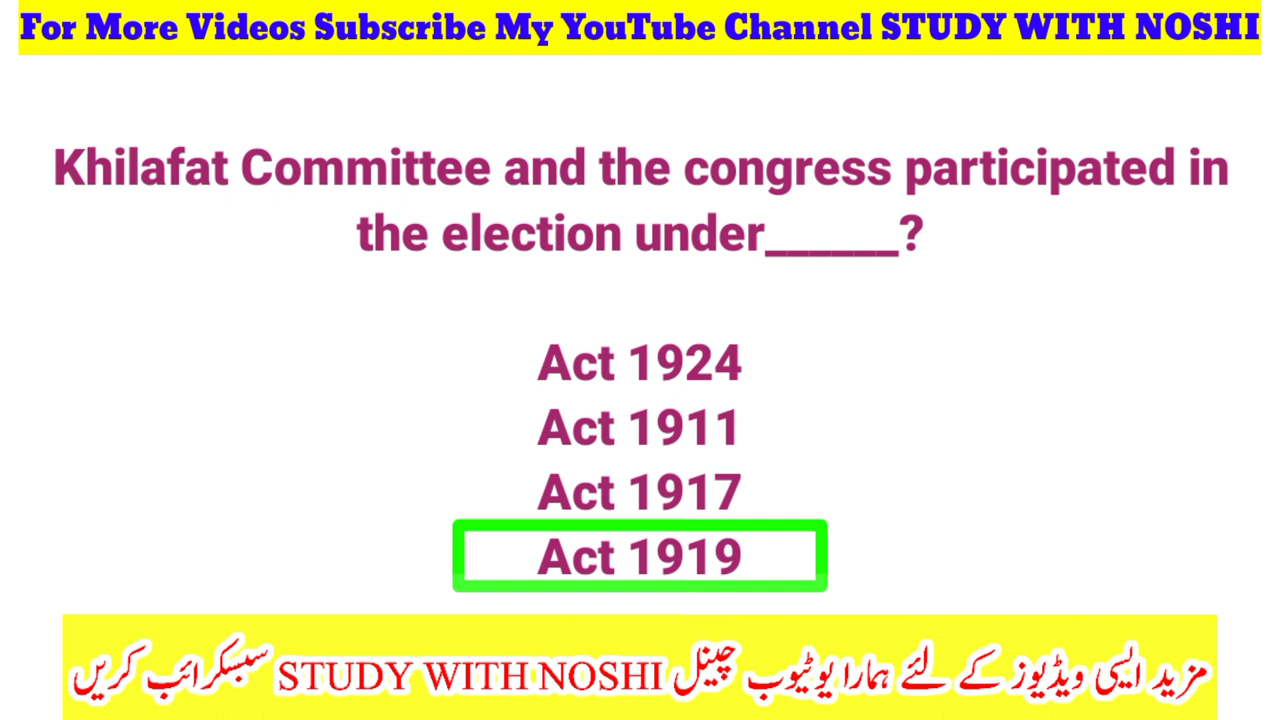 For More Videos Subscribe My YouTube Channel STUDY WITH NOSHI
Khilafat Committee and the congress participated in
the election under______?
Act 1924
Act 1911
Act 1917
Act 1919
مزید ایسی ویڈیوز کے لئے ہمارا یوٹیوب چینل STUDY WITH NOSHI سبسکرائب کریں